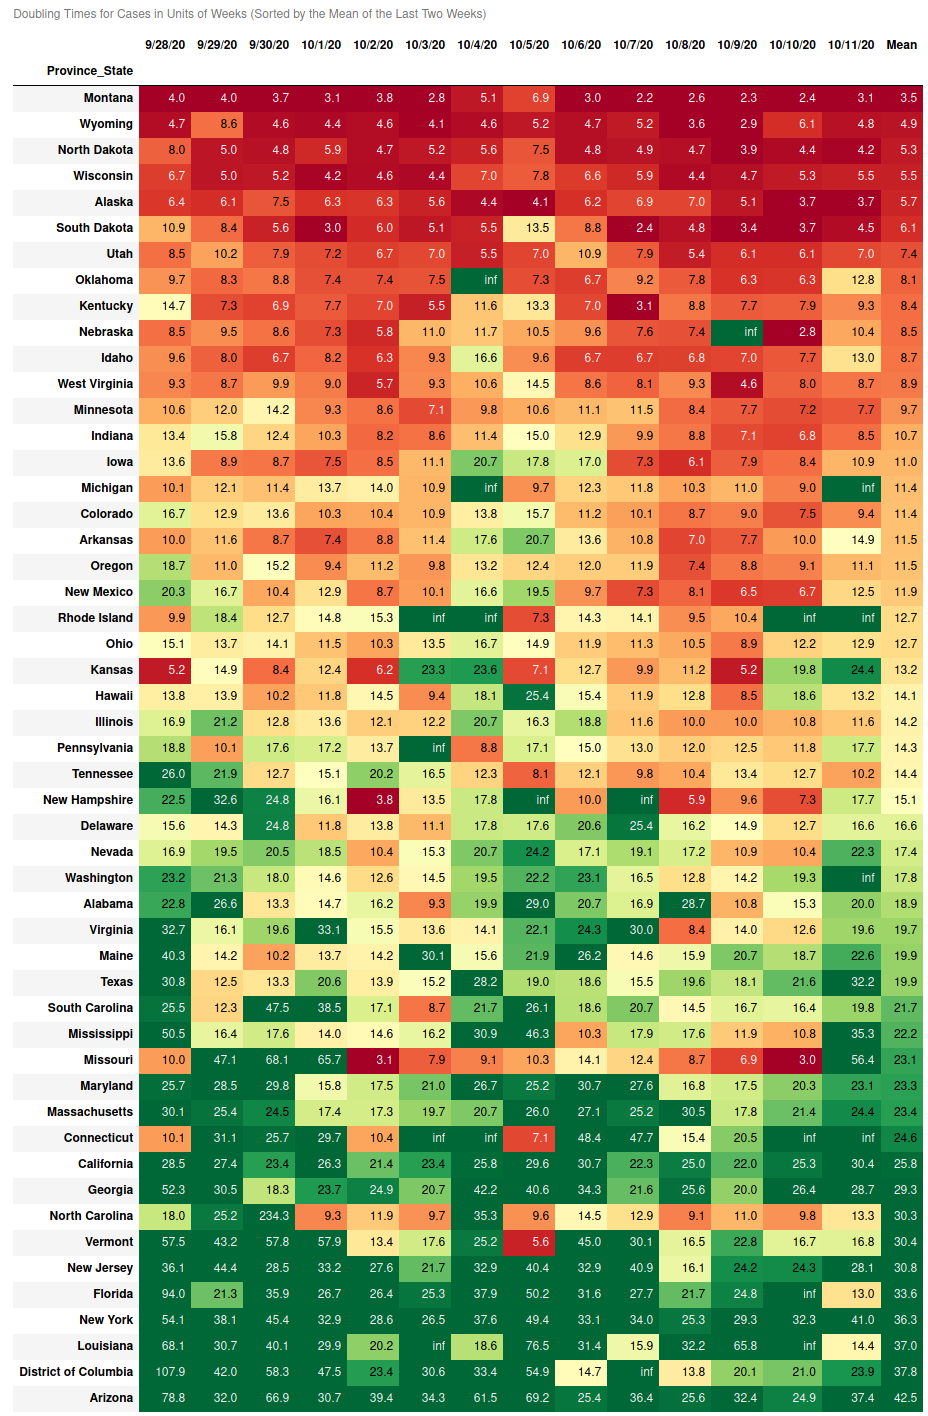 Doubling Times for Cases in Units of Weeks (Sorted by the Mean of the Last Two Weeks)
9/28/20 9/29/20 9/30/20 10/1/20 10/2/20 10/3/20 10/4/20 10/5/20 10/6/20 10/7/20 10/8/20 10/9/20 10/10/20 10/11/20 Mean
Province_State
Montana 4.0 4.0 3.7 3.1 3.8 2.8 5.1 6.9 3.0 2.2 2.6 2.3 2.4 3.1 3.5
Wyoming 4.7 8.6 4.6 4.4 4.6 4.1 4.6 5.2 4.7 5.2 3.6 2.9 6.1 4.8 4.9
North Dakota 8.0 5.0 4.8 5.9 4.7 5.2 5.6 7.5 4.8 4.9 4.7 3.9 4.4 4.2 5.3
Wisconsin 6.7 5.0 5.2 4.2 4.6 4.4 7.0 7.8 6.6 5.9 4.4 4.7 5.3 5.5 5.5
Alaska 6.4 6.1 7.5 6.3 6.3 5.6 4.4 4.1 6.2 6.9 7.0 5.1 3.7 3.7 5.7
South Dakota 10.9 8.4 5.6 3.0 6.0 5.1 5.5 13.5 8.8 2.4 4.8 3.4 3.7 4.5 6.1
Utah 8.5 10.2 7.9 7.2 6.7 7.0 5.5 7.0 10.9 7.9 5.4 6.1 6.1 7.0 7.4
Oklahoma 9.7 8.3 8.8 7.4 7.4 7.5 inf 7.3 6.7 9.2 7.8 6.3 6.3 12.8 8.1
Kentucky 14.7 7.3 6.9 7.7 7.0 5.5 11.6 13.3 7.0 3.1 8.8 7.7 7.9 9.3 8.4
Nebraska 8.5 9.5 8.6 7.3 5.8 11.0 11.7 10.5 9.6 7.6 7.4 inf 2.8 10.4 8.5
Idaho 9.6 8.0 6.7 8.2 6.3 9.3 16.6 9.6 6.7 6.7 6.8 7.0 7.7 13.0 8.7
West Virginia 9.3 8.7 9.9 9.0 5.7 9.3 10.6 14.5 8.6 8.1 9.3 4.6 8.0 8.7 8.9
Minnesota 10.6 12.0 14.2 9.3 8.6 7.1 9.8 10.6 11.1 11.5 8.4 7.7 7.2 7.7 9.7
Indiana 13.4 15.8 12.4 10.3 8.2 8.6 11.4 15.0 12.9 9.9 8.8 7.1 6.8 8.5 10.7
Iowa 13.6 8.9 8.7 7.5 8.5 11.1 20.7 17.8 17.0 7.3 6.1 7.9 8.4 10.9 11.0
Michigan 10.1 12.1 11.4 13.7 14.0 10.9 inf 9.7 12.3 11.8 10.3 11.0 9.0 inf 11.4
Colorado 16.7 12.9 13.6 10.3 10.4 10.9 13.8 15.7 11.2 10.1 8.7 9.0 7.5 9.4 11.4
Arkansas 10.0 11.6 8.7 7.4 8.8 11.4 17.6 20.7 13.6 10.8 7.0 7.7 10.0 14.9 11.5
Oregon 18.7 11.0 15.2 9.4 11.2 9.8 13.2 12.4 12.0 11.9 7.4 8.8 9.1 11.1 11.5
New Mexico 20.3 16.7 10.4 12.9 8.7 10.1 16.6 19.5 9.7 7.3 8.1 6.5 6.7 12.5 11.9
Rhode Island 9.9 18.4 12.7 14.8 15.3 inf inf 7.3 14.3 14.1 9.5 10.4 inf inf 12.7
Ohio 15.1 13.7 14.1 11.5 10.3 13.5 16.7 14.9 11.9 11.3 10.5 8.9 12.2 12.9 12.7
Kansas 5.2 14.9 8.4 12.4 6.2 23.3 23.6 7.1 12.7 9.9 11.2 5.2 19.8 24.4 13.2
Hawaii 13.8 13.9 10.2 11.8 14.5 9.4 18.1 25.4 15.4 11.9 12.8 8.5 18.6 13.2 14.1
Illinois 16.9 21.2 12.8 13.6 12.1 12.2 20.7 16.3 18.8 11.6 10.0 10.0 10.8 11.6 14.2
Pennsylvania 18.8 10.1 17.6 17.2 13.7 inf 8.8 17.1 15.0 13.0 12.0 12.5 11.8 17.7 14.3
Tennessee 26.0 21.9 12.7 15.1 20.2 16.5 12.3 8.1 12.1 9.8 10.4 13.4 12.7 10.2 14.4
New Hampshire 22.5 32.6 24.8 16.1 3.8 13.5 17.8 inf 10.0 inf 5.9 9.6 7.3 17.7 15.1
Delaware 15.6 14.3 24.8 11.8 13.8 11.1 17.8 17.6 20.6 25.4 16.2 14.9 12.7 16.6 16.6
Nevada 16.9 19.5 20.5 18.5 10.4 15.3 20.7 24.2 17.1 19.1 17.2 10.9 10.4 22.3 17.4
Washington 23.2 21.3 18.0 14.6 12.6 14.5 19.5 22.2 23.1 16.5 12.8 14.2 19.3 inf 17.8
Alabama 22.8 26.6 13.3 14.7 16.2 9.3 19.9 29.0 20.7 16.9 28.7 10.8 15.3 20.0 18.9
Virginia 32.7 16.1 19.6 33.1 15.5 13.6 14.1 22.1 24.3 30.0 8.4 14.0 12.6 19.6 19.7
Maine 40.3 14.2 10.2 13.7 14.2 30.1 15.6 21.9 26.2 14.6 15.9 20.7 18.7 22.6 19.9
Texas 30.8 12.5 13.3 20.6 13.9 15.2 28.2 19.0 18.6 15.5 19.6 18.1 21.6 32.2 19.9
South Carolina 25.5 12.3 47.5 38.5 17.1 8.7 21.7 26.1 18.6 20.7 14.5 16.7 16.4 19.8 21.7
Mississippi 50.5 16.4 17.6 14.0 14.6 16.2 30.9 46.3 10.3 17.9 17.6 11.9 10.8 35.3 22.2
Missouri 10.0 47.1 68.1 65.7 3.1 7.9 9.1 10.3 14.1 12.4 8.7 6.9 3.0 56.4 23.1
Maryland 25.7 28.5 29.8 15.8 17.5 21.0 26.7 25.2 30.7 27.6 16.8 17.5 20.3 23.1 23.3
Massachusetts 30.1 25.4 24.5 17.4 17.3 19.7 20.7 26.0 27.1 25.2 30.5 17.8 21.4 24.4 23.4
Connecticut 10.1 31.1 25.7 29.7 10.4 inf inf 7.1 48.4 47.7 15.4 20.5 inf inf 24.6
California 28.5 27.4 23.4 26.3 21.4 23.4 25.8 29.6 30.7 22.3 25.0 22.0 25.3 30.4 25.8
Georgia 52.3 30.5 18.3 23.7 24.9 20.7 42.2 40.6 34.3 21.6 25.6 20.0 26.4 28.7 29.3
North Carolina 18.0 25.2 234.3 9.3 11.9 9.7 35.3 9.6 14.5 12.9 9.1 11.0 9.8 13.3 30.3
Vermont 57.5 43.2 57.8 57.9 13.4 17.6 25.2 5.6 45.0 30.1 16.5 22.8 16.7 16.8 30.4
New Jersey 36.1 44.4 28.5 33.2 27.6 21.7 32.9 40.4 32.9 40.9 16.1 24.2 24.3 28.1 30.8
Florida 94.0 21.3 35.9 26.7 26.4 25.3 37.9 50.2 31.6 27.7 21.7 24.8 inf 13.0 33.6
New York 54.1 38.1 45.4 32.9 28.6 26.5 37.6 49.6 33.1 34.0 25.3 29.3 32.3 41.0 36.3
Louisiana 68.1 30.7 40.1 29.9 20.2 inf 18.6 76.5 31.4 15.9 32.2 65.8 inf 14.4 37.0
District of Columbia 107.9 42.0 58.3 47.5 23.4 30.6 33.4 54.9 14.7 inf 13.8 20.1 21.0 23.9 37.8
Arizona 78.8 32.0 66.9 30.7 39.4 34.3 61.5 69.2 25.4 36.4 25.6 32.4 24.9 37.4 42.5